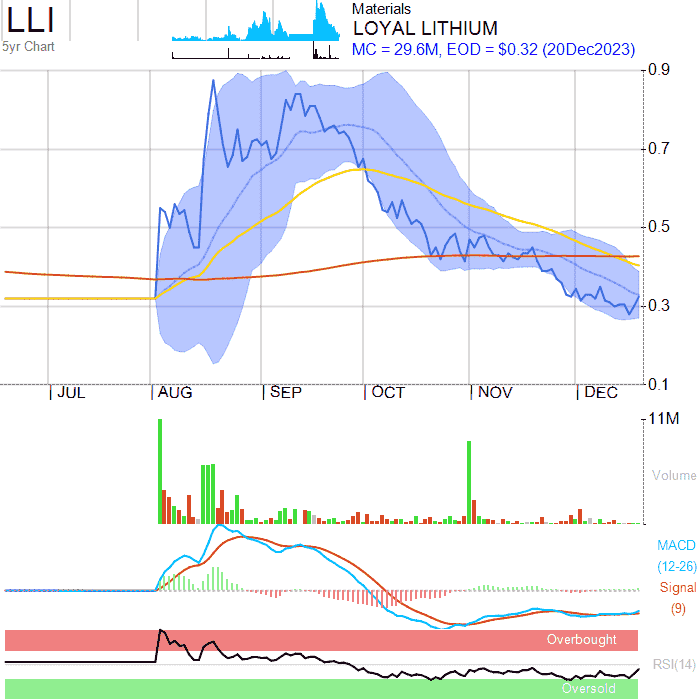 LLI
5yr Chart
Materials
LOYAL LITHIUM
MC = 29.6M, EOD = $0.32 (20Dec2023)
0.9
0.7
0.5
0.3
0.1
JUL AUG SEP OCT NOV DEC
11M
Volume
MACD
(12-26)
Signal
(9)
Overbought
RSI(14)
Oversold